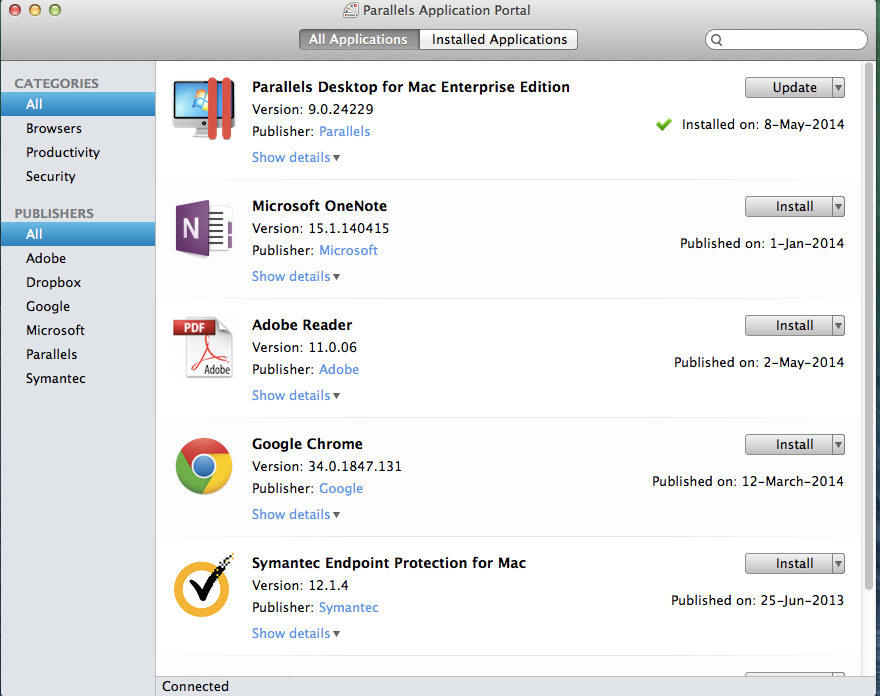 Parallels Application Portal
All Applications
Installed Applications
CATEGORIES
All
Browsers
Productivity
Security
PUBLISHERS
All
Adobe
Dropbox
Google
Microsoft
Parallels
Symantec
Parallels Desktop for Mac Enterprise Edition
Update
Version: 9.0.24229
Installed on: 8-May-2014
Publisher: Parallels
Show details
N
Microsoft OneNote
Install
Version: 15.1.140415
Published on: 1-Jan-2014
Publisher: Microsoft
Show details
PDF
Adobe
Adobe Reader
Install
Version: 11.0.06
Published on: 2-May-2014
Publisher: Adobe
Show details
Google Chrome
Install
Version: 34.0.1847.131
Published on: 12-March-2014
Publisher: Google
Show details
Symantec Endpoint Protection for Mac
Install
Version: 12.1.4
Published on: 25-Jun-2013
Publisher: Symantec
Show details
Connected